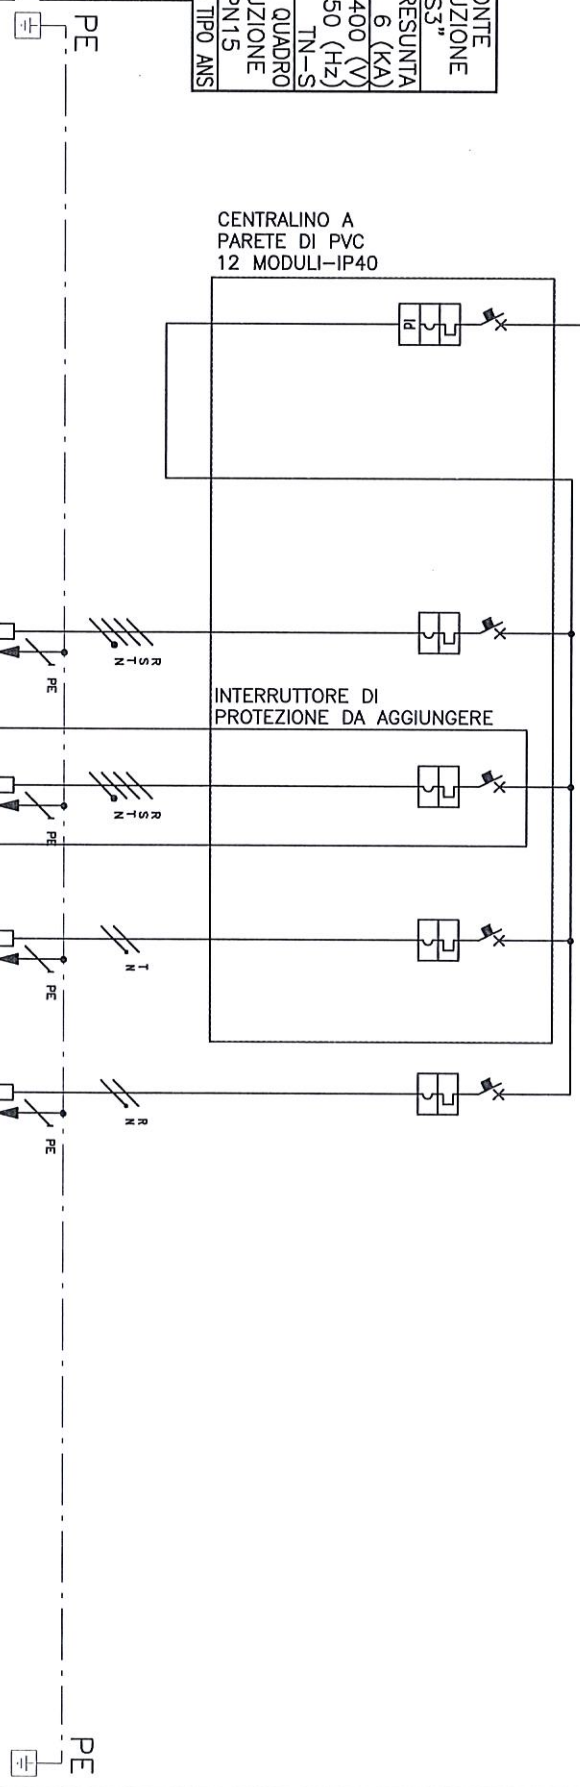 ONTE
UZIONE
S3"
RESUNTA
6 (KA)
400 (V)
50 (Hz)
TN-S
QUADRO
UZIONE
PN15
TIPO ANS
PE
CENTRALINO A
PARETE DI PVC
12 MODULI-IP40
Id
R
S
T
N
PE
INTERRUTTORE DI
PROTEZIONE DA AGGIUNGERE
R
S
T
N
PE
T
N
PE
R
N
PE
PE